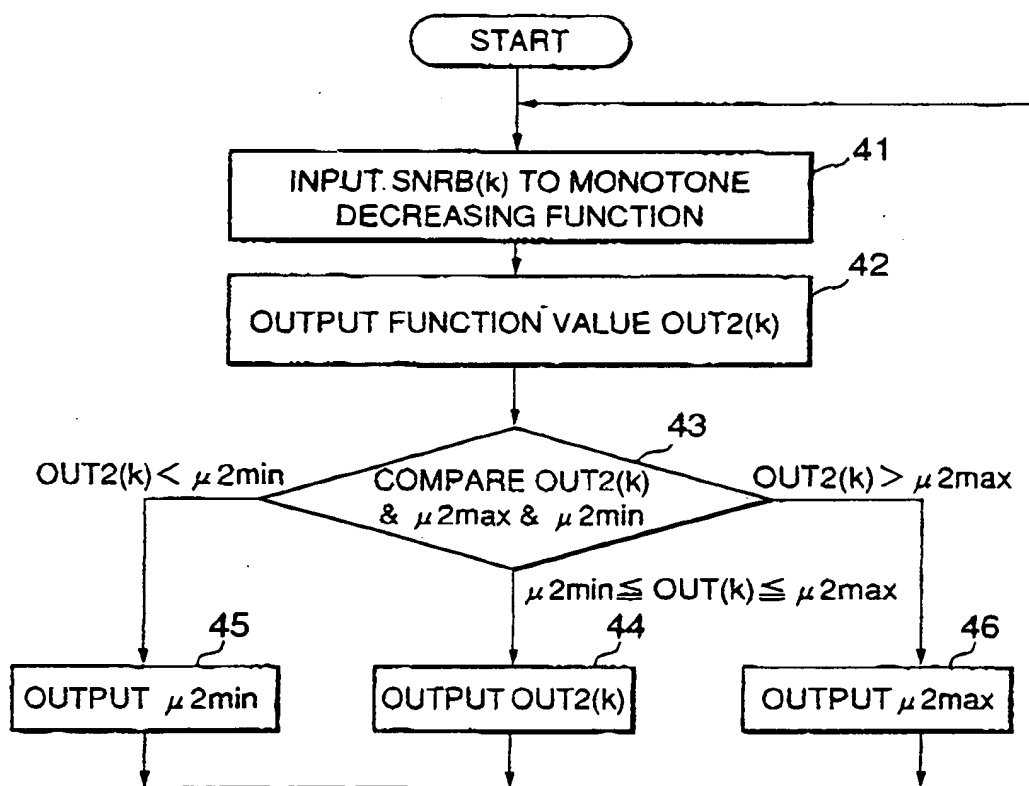 START
41
INPUT SNRB(k) TO MONOTONE
DECREASING FUNCTION
42
OUTPUT FUNCTION VALUE OUT2(k)
43
OUT2(k) < μ2min
COMPARE OUT2(k)
& μ2max & μ2min
OUT2(k) > μ2max
μ2min ≦ OUT(k) ≦ μ2max
45
44
46
OUTPUT μ2min
OUTPUT OUT2(k)
OUTPUT μ2max